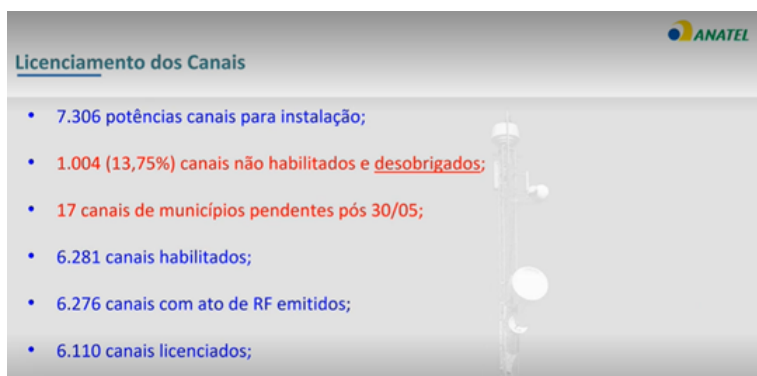 ANATEL
Licenciamento dos Canais
• 7.306 potências canais para instalação;
• 1.004 (13,75%) canais não habilitados e desobrigados;
• 17 canais de municípios pendentes pós 30/05;
• 6.281 canais habilitados;
• 6.276 canais com ato de RF emitidos;
• 6.110 canais licenciados;